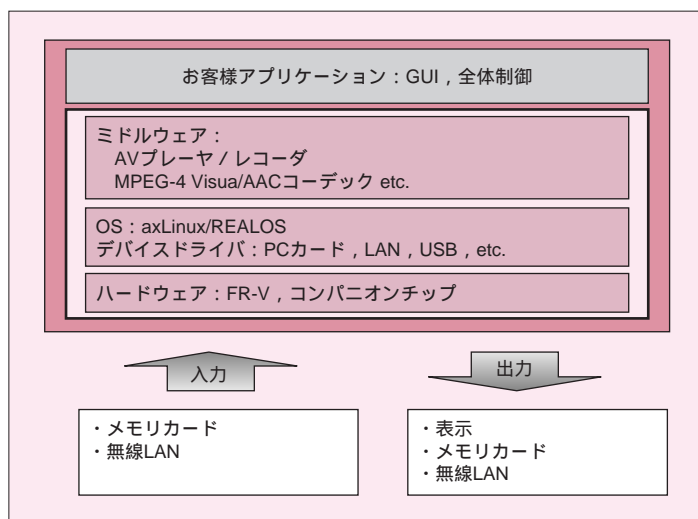 お客様アプリケーション：GUI，全体制御
ミドルウェア：
AVプレーヤ / レコーダ
MPEG-4 Visua/AACコーデック etc.
OS：axLinux/REALOS
デバイスドライバ：PCカード，LAN，USB，etc.
ハードウェア：FR-V，コンパニオンチップ
入力
出力
・メモリカード
・無線LAN
・表示
・メモリカード
・無線LAN